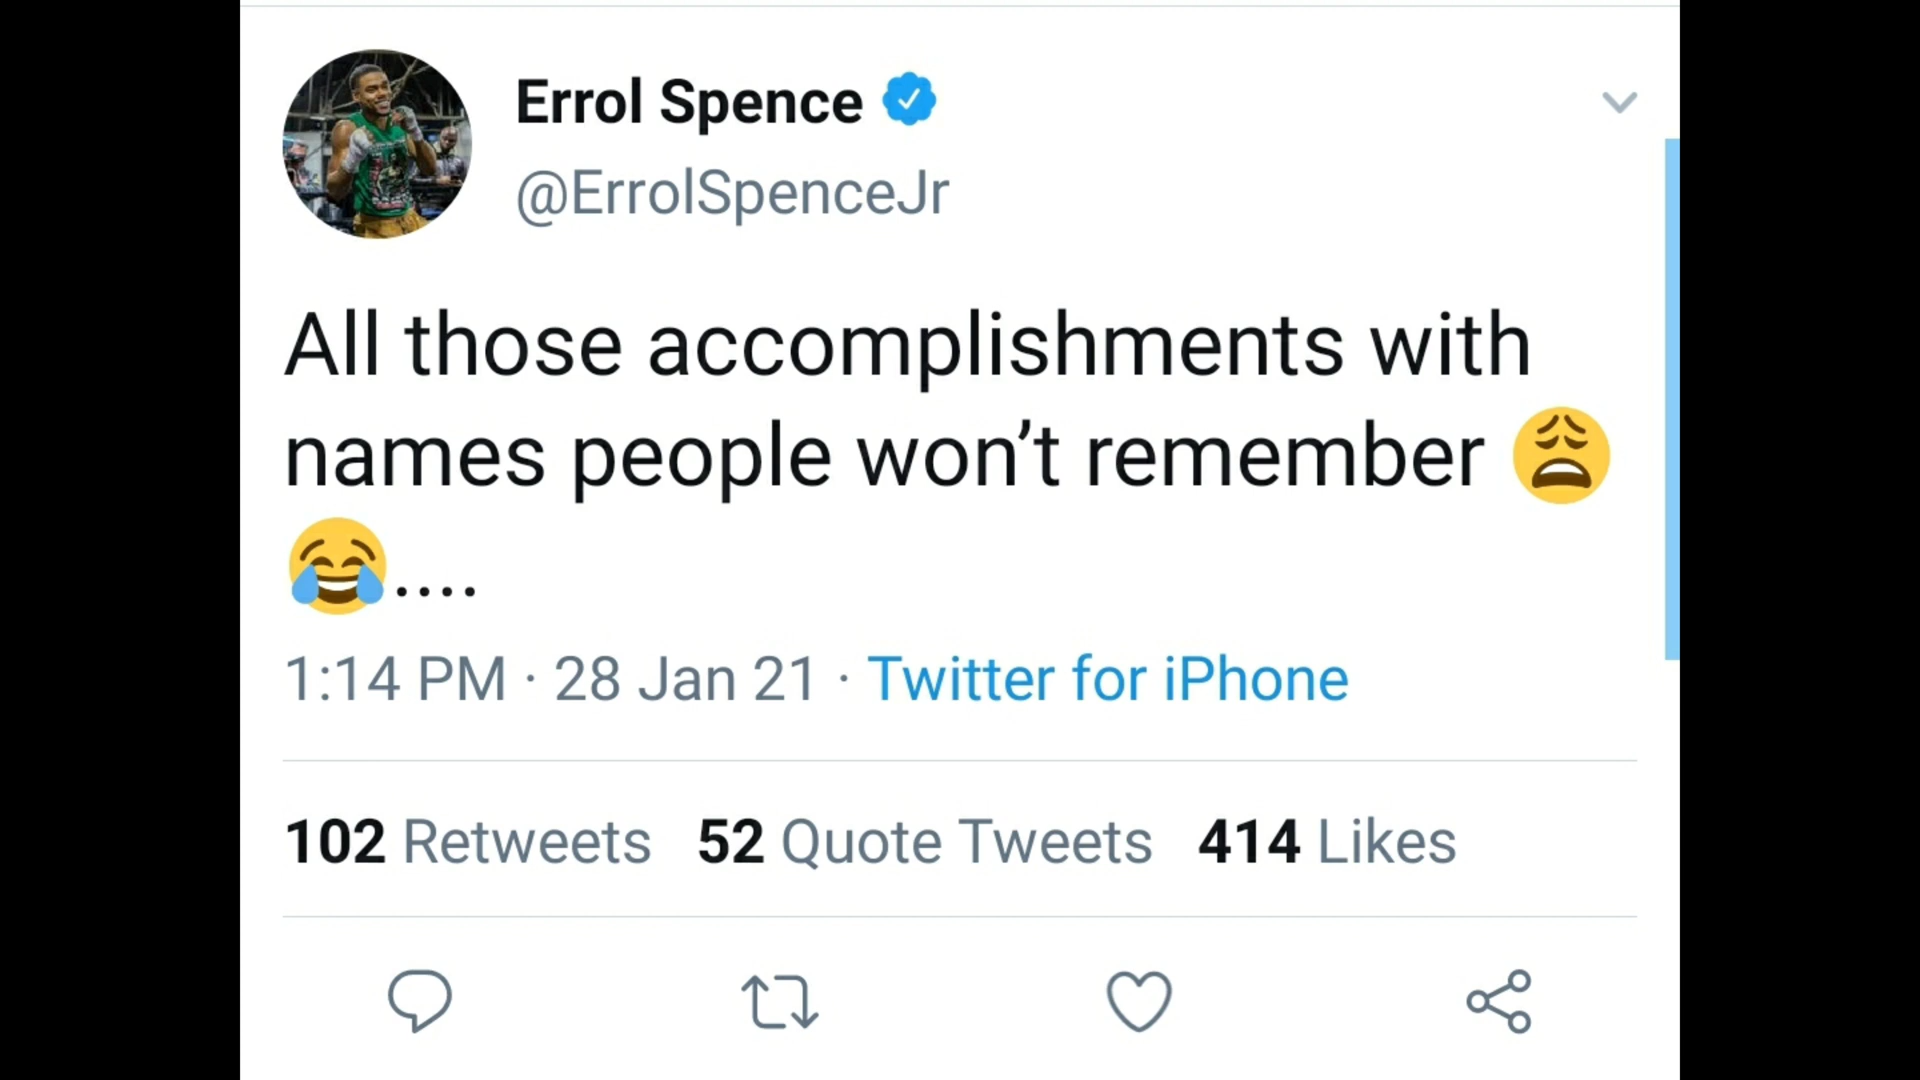 Errol Spence
@ErrolSpenceJr
All those accomplishments with
names people won’t remember 😩
😂....
1:14 PM · 28 Jan 21 · Twitter for iPhone
102 Retweets 52 Quote Tweets 414 Likes